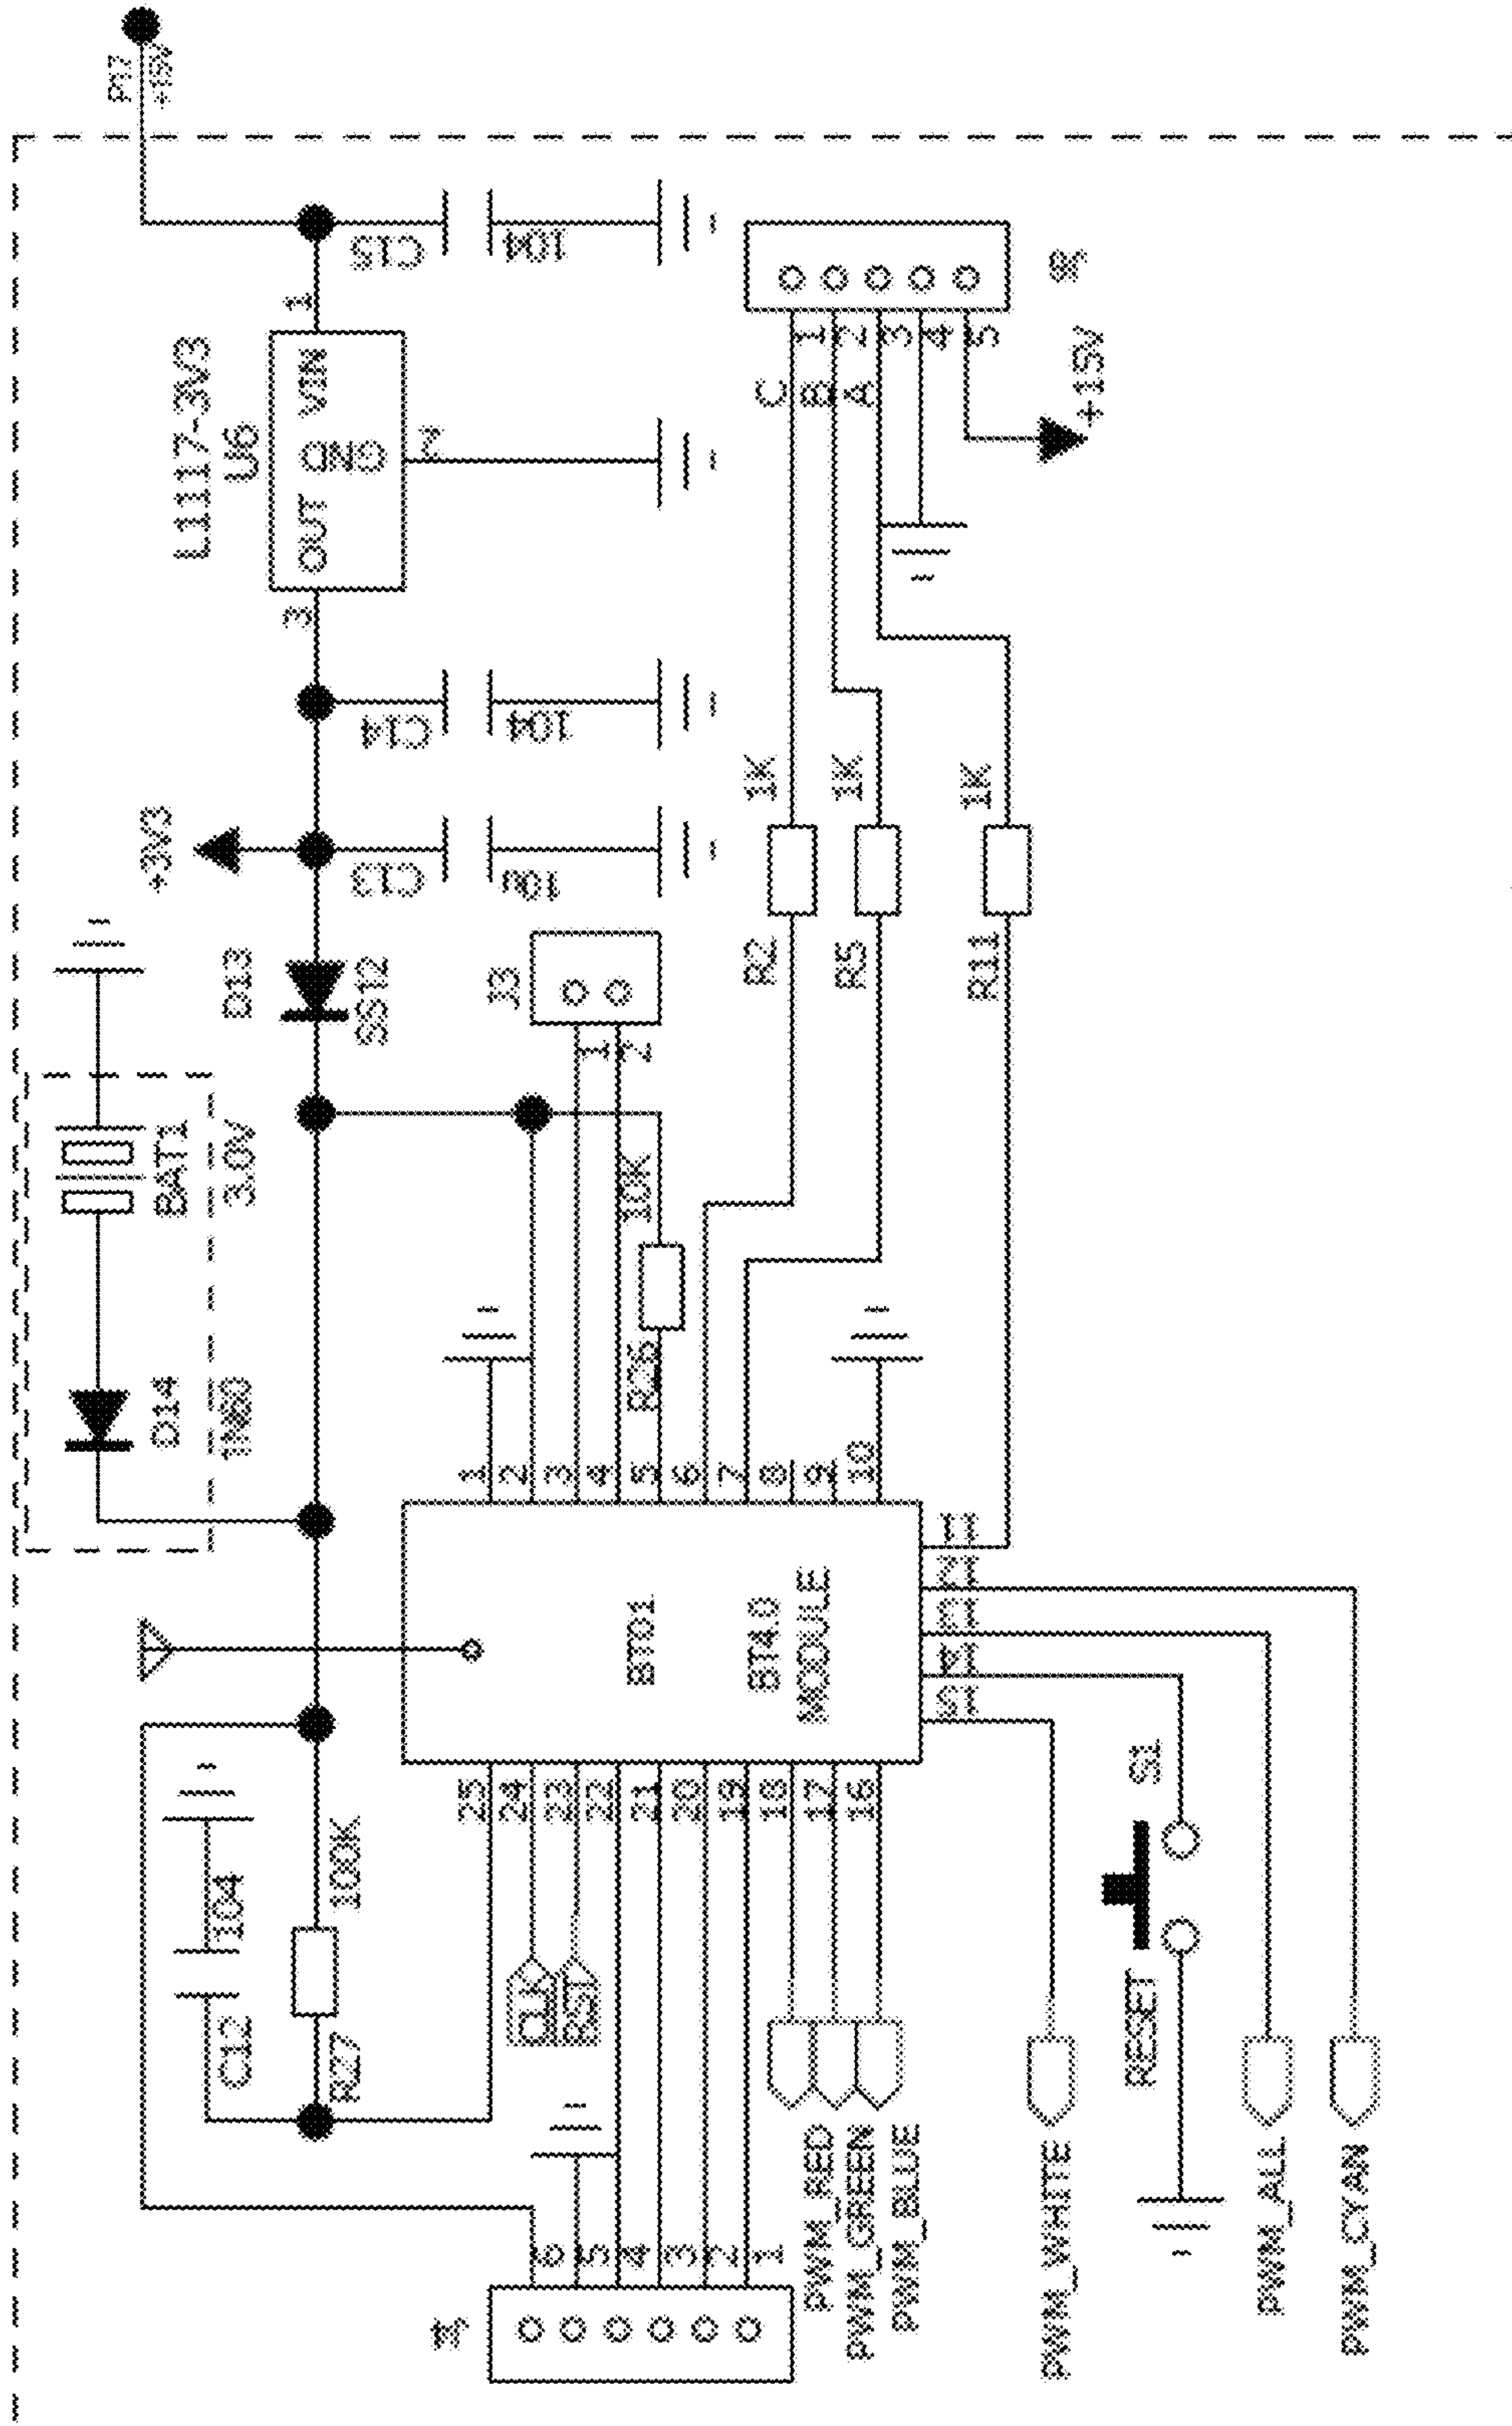 +15V
C15
104
1
L1117-3V3
U6
VIN
GND
OUT
2
3
C14
104
+3V3
C13
10u
D13
SS12
BAT1
3.0V
D14
J3
1
2
10K
C
B
A
1
2
3
4
5
+15V
1K
1K
1K
R2
R5
R11
1
2
3
4
5
6
7
8
9
10
11
12
13
14
15
BT01
BT4.0
MODULE
25
24
23
22
21
20
19
18
17
16
104
C12
100K
R27
CLK
RST
S1
RESET
6
5
4
3
2
1
PWM_RED
PWM_GREEN
PWM_BLUE
PWM_WHITE
PWM_ALL
PWM_CYAN